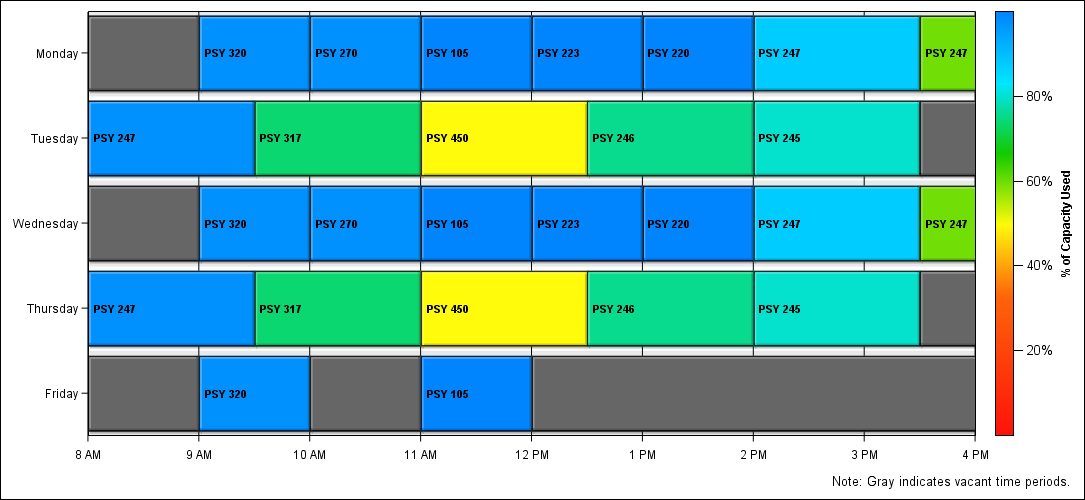 Monday
PSY 320 PSY 270 PSY 105 PSY 223 PSY 220 PSY 247 PSY 247
Tuesday
PSY 247 PSY 317 PSY 450 PSY 246 PSY 245
Wednesday
PSY 320 PSY 270 PSY 105 PSY 223 PSY 220 PSY 247 PSY 247
Thursday
PSY 247 PSY 317 PSY 450 PSY 246 PSY 245
Friday
PSY 320 PSY 105
8 AM 9 AM 10 AM 11 AM 12 PM 1 PM 2 PM 3 PM 4 PM
80%
60%
40%
20%
% of Capacity Used
Note: Gray indicates vacant time periods.